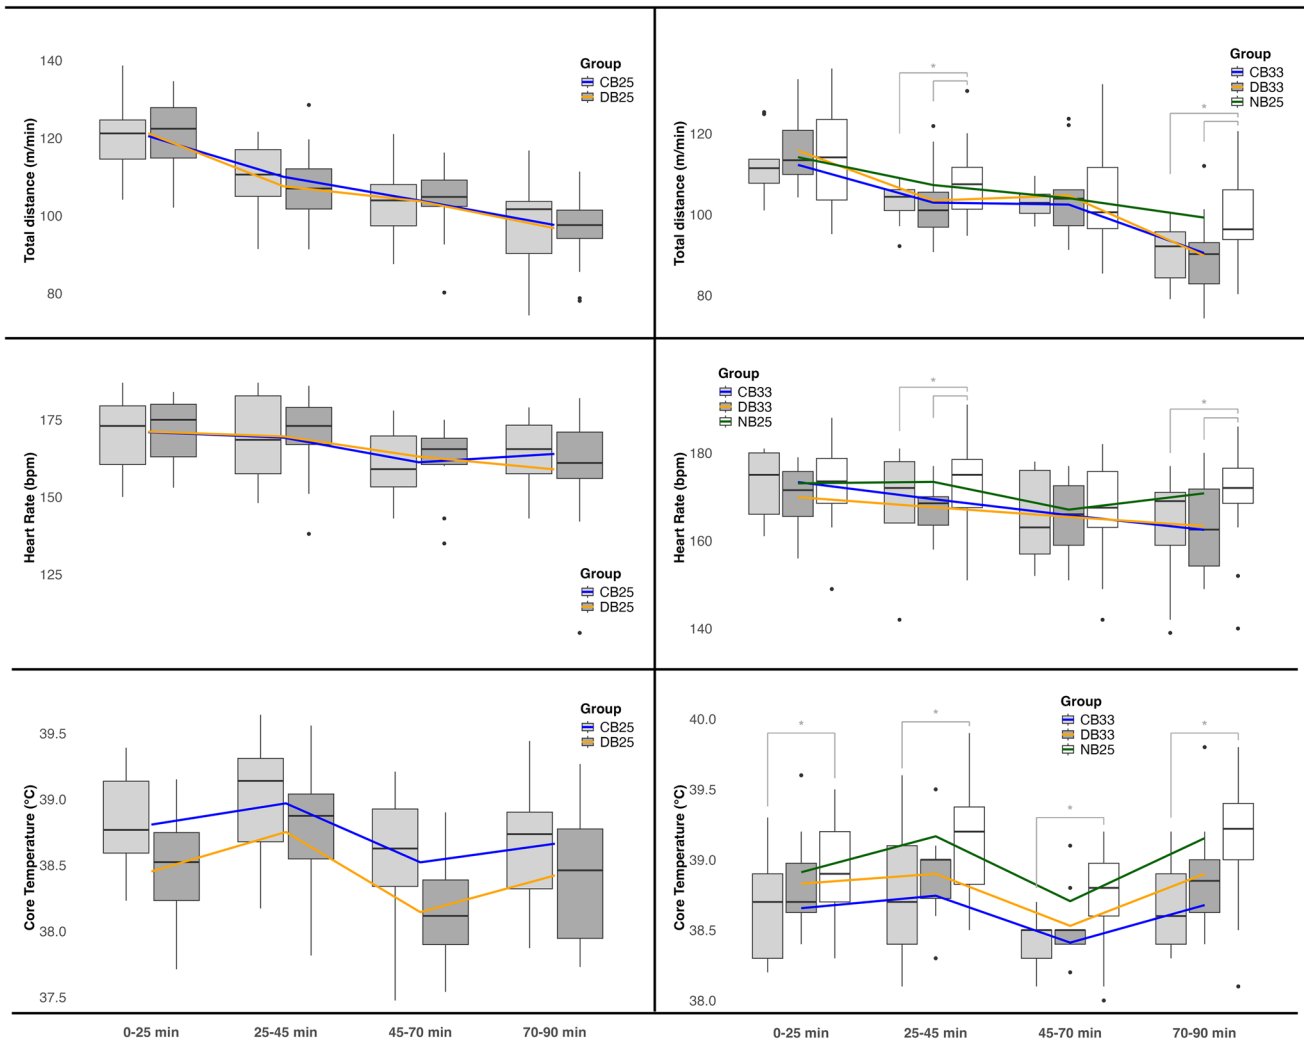 Total distance (m/min)
140
120
100
80
Group
CB25
DB25
Total distance (m/min)
120
100
80
*
*
Group
CB33
DB33
NB25
Heart Rate (bpm)
175
150
125
Group
CB25
DB25
Heart Rate (bpm)
180
160
140
Group
CB33
DB33
NB25
*
*
Core Temperature (°C)
39.5
39.0
38.5
38.0
37.5
Group
CB25
DB25
Core Temperature (°C)
40.0
39.5
39.0
38.5
38.0
*
*
*
*
Group
CB33
DB33
NB25
0-25 min 25-45 min 45-70 min 70-90 min
0-25 min 25-45 min 45-70 min 70-90 min